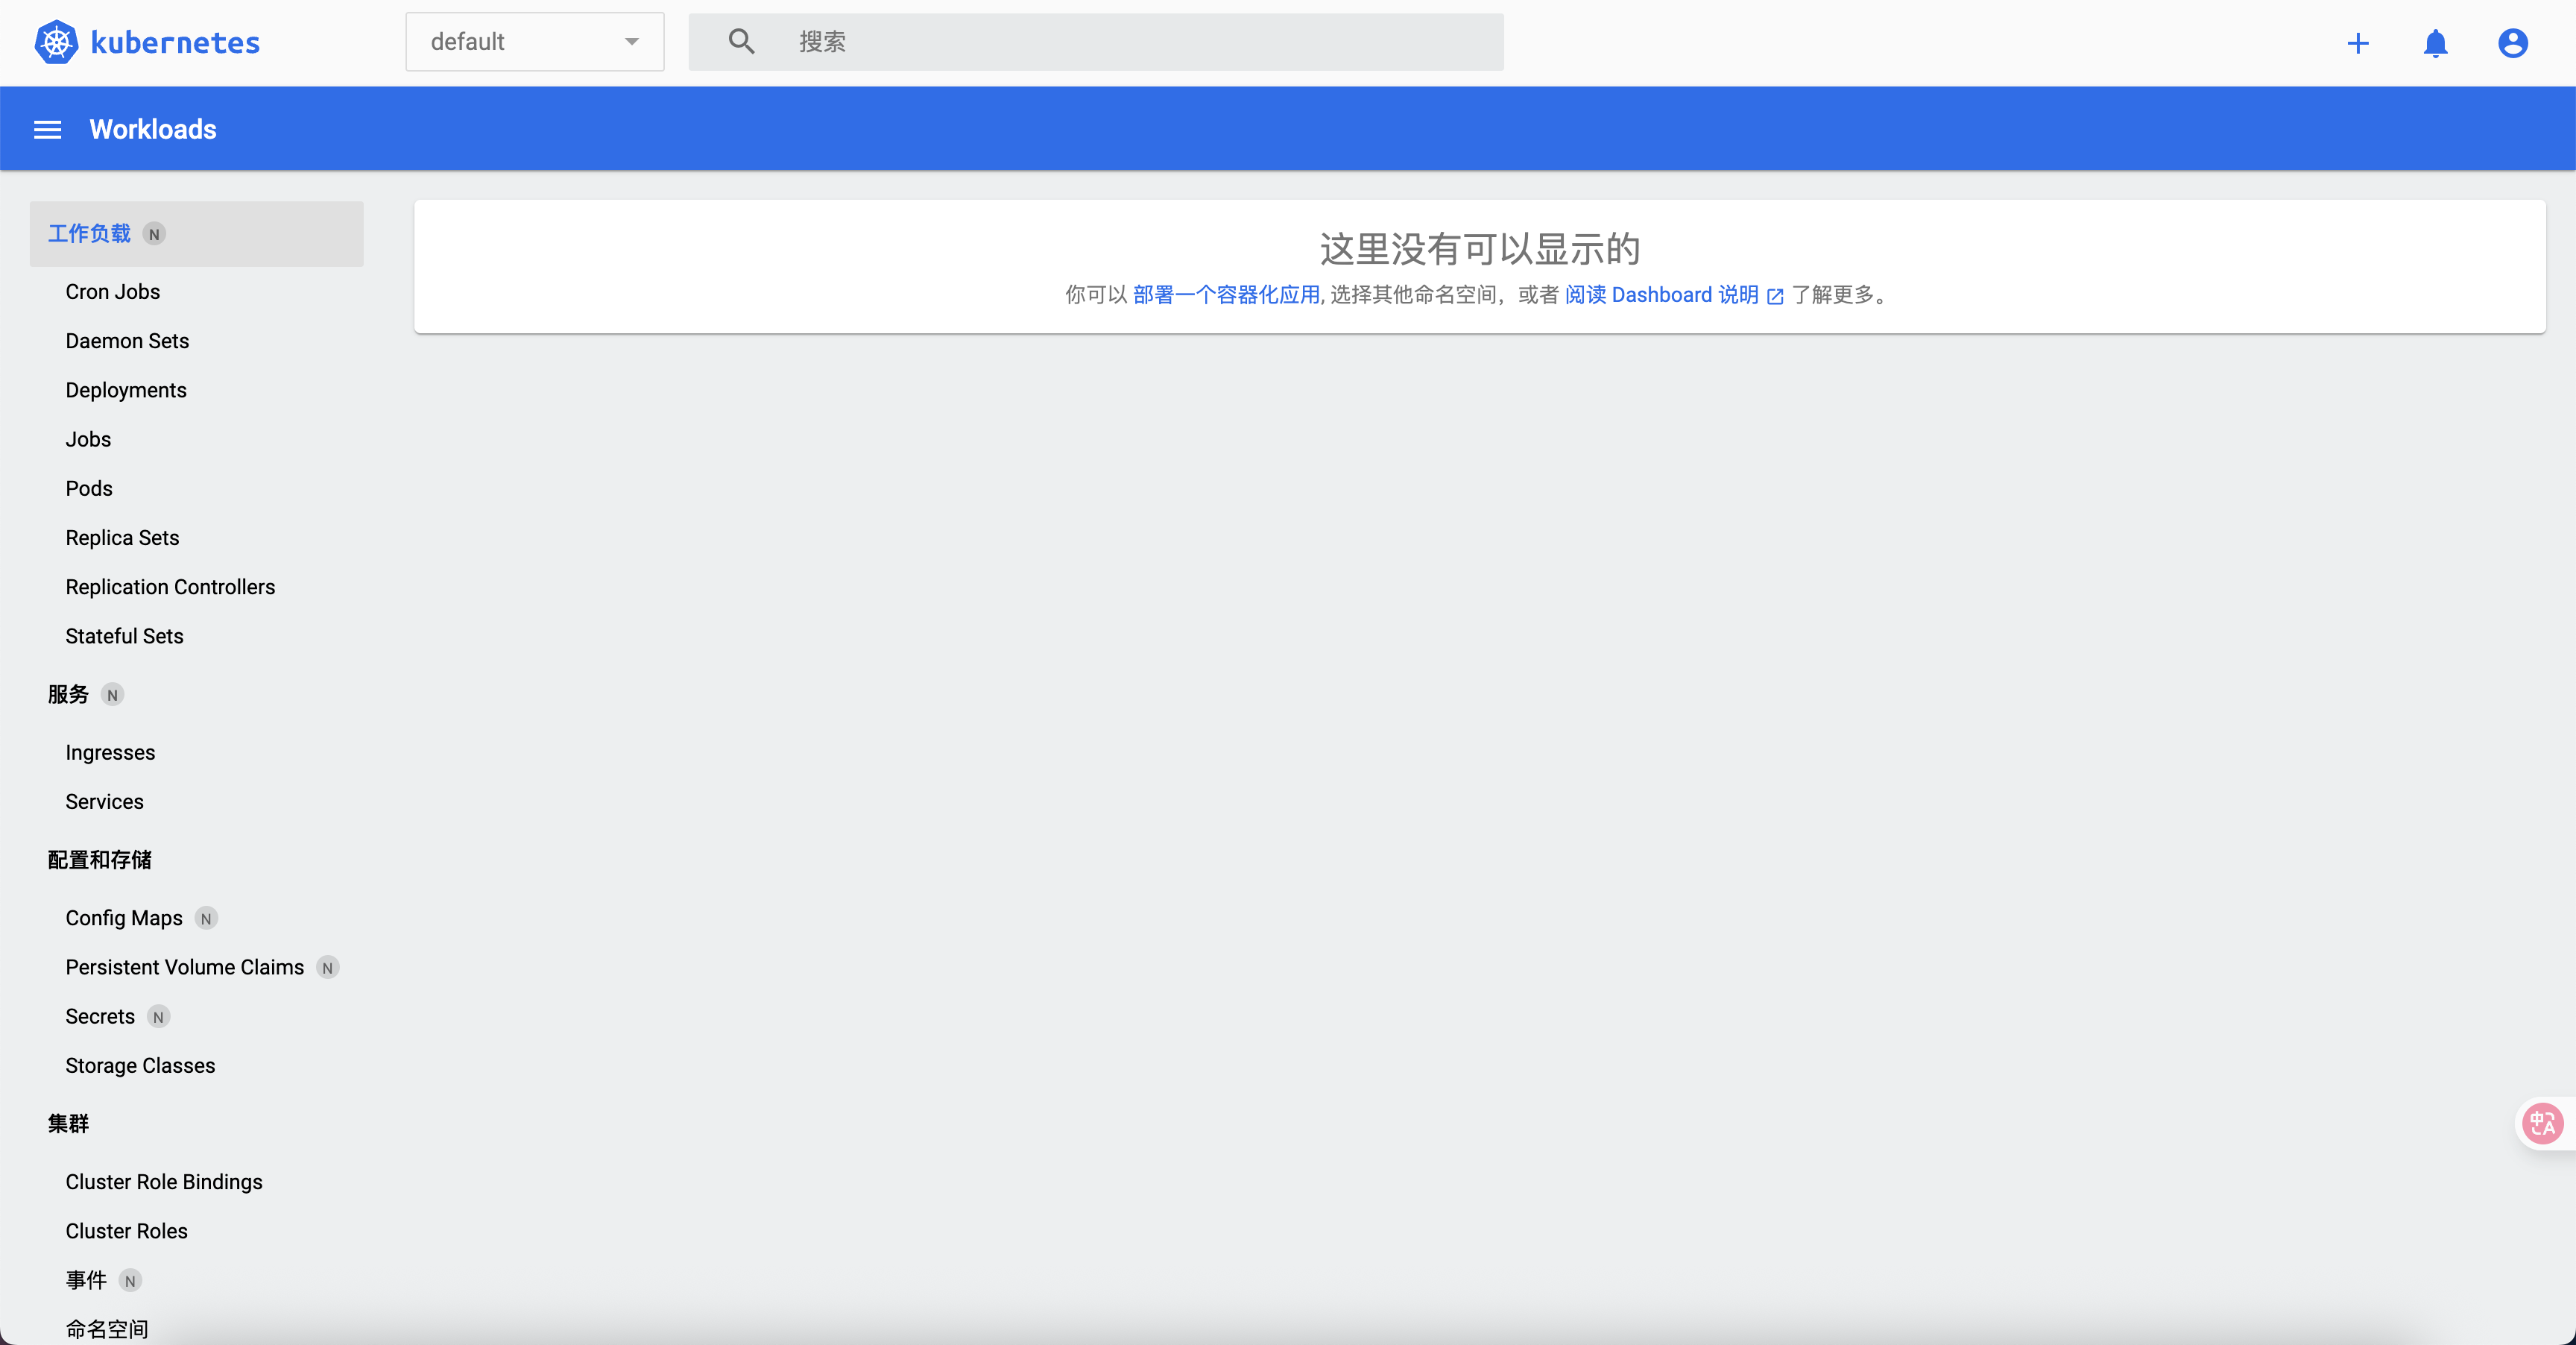 kubernetes
default
搜索
Workloads
工作负载 N
Cron Jobs
Daemon Sets
Deployments
Jobs
Pods
Replica Sets
Replication Controllers
Stateful Sets
服务 N
Ingresses
Services
配置和存储
Config Maps N
Persistent Volume Claims N
Secrets N
Storage Classes
集群
Cluster Role Bindings
Cluster Roles
事件 N
命名空间
这里没有可以显示的
你可以 部署一个容器化应用, 选择其他命名空间，或者 阅读 Dashboard 说明 了解更多。
中 A